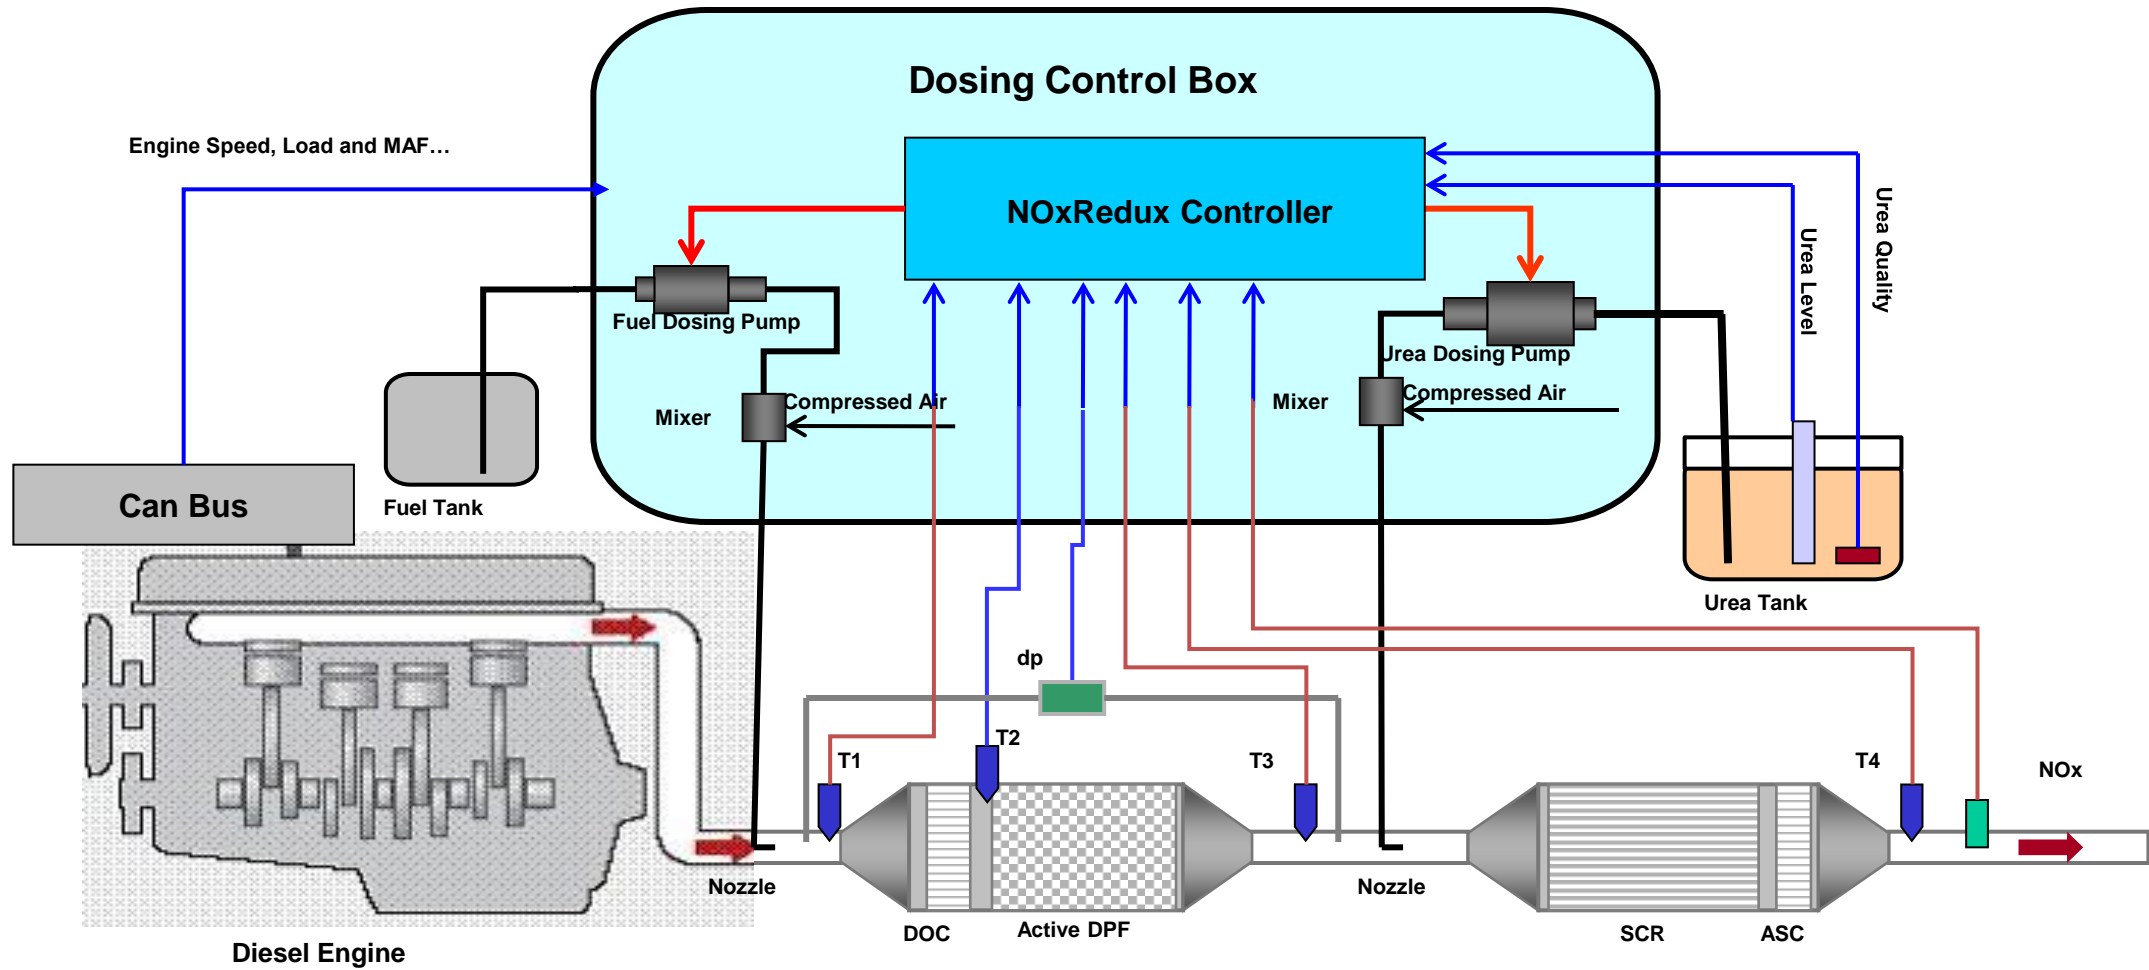 Dosing Control Box
Engine Speed, Load and MAF...
NOxRedux Controller
Urea Quality
Urea Level
Fuel Dosing Pump
Urea Dosing Pump
Compressed Air
Mixer
Compressed Air
Mixer
Can Bus
Fuel Tank
Urea Tank
dp
T1
T2
T3
T4
NOx
Nozzle
Nozzle
DOC
Active DPF
SCR
ASC
Diesel Engine